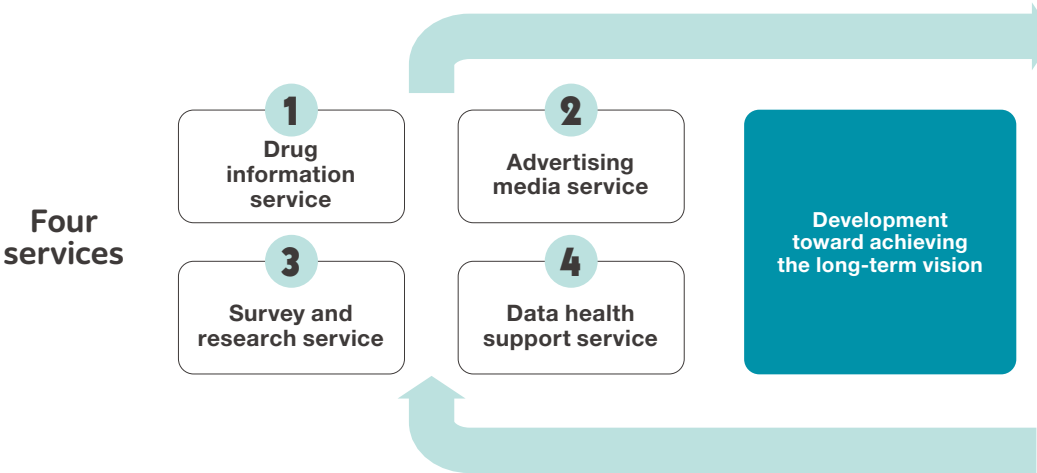 Four
services
1
Drug
information
service
2
Advertising
media service
3
Survey and
research service
4
Data health
support service
Development
toward achieving
the long-term vision